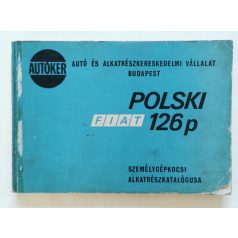 AUTÓKER
AUTÓ ÉS ALKATRÉSZKERESKEDELMI VÁLLALAT
BUDAPEST
POLSKI
FIAT 126p
SZEMÉLYGÉPKOCSI
ALKATRÉSZKATALÓGUSA